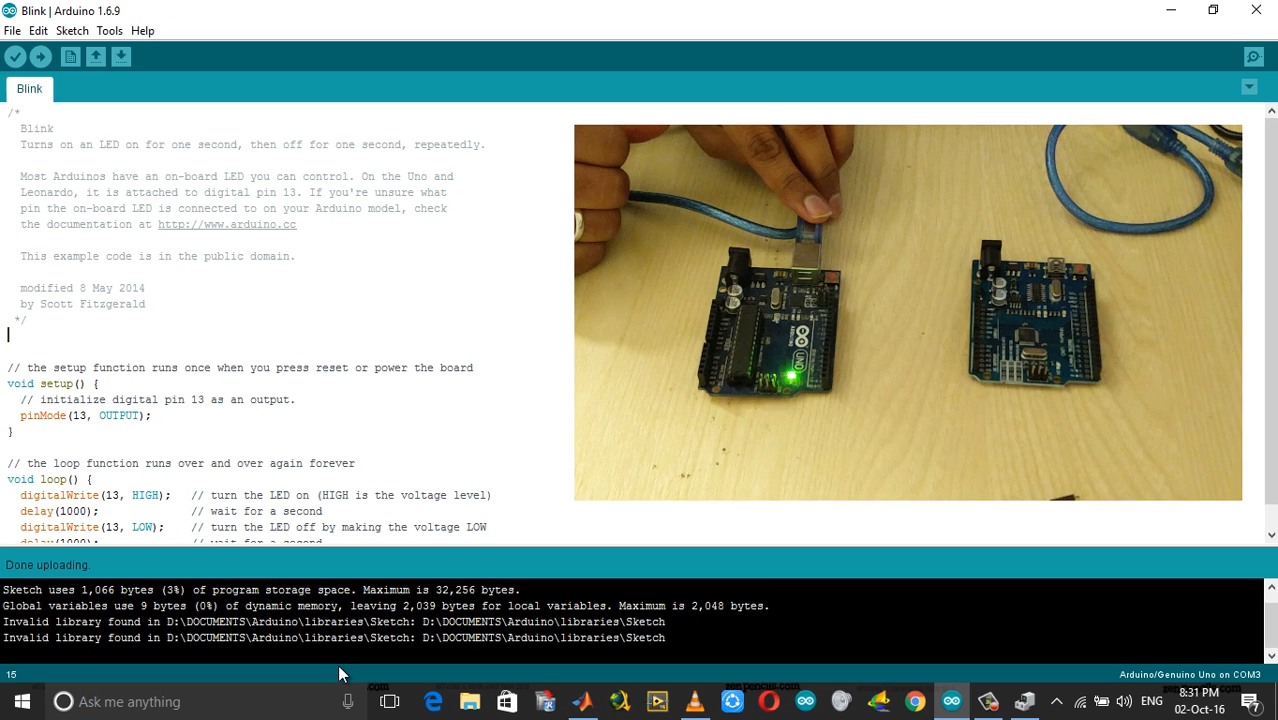 Blink | Arduino 1.6.9
File Edit Sketch Tools Help
Blink
/*
Blink
Turns on an LED on for one second, then off for one second, repeatedly.
Most Arduinos have an on-board LED you can control. On the Uno and
Leonardo, it is attached to digital pin 13. If you're unsure what
pin the on-board LED is connected to on your Arduino model, check
the documentation at http://www.arduino.cc
This example code is in the public domain.
modified 8 May 2014
by Scott Fitzgerald
*/
// the setup function runs once when you press reset or power the board
void setup() {
// initialize digital pin 13 as an output.
pinMode(13, OUTPUT);
}
// the loop function runs over and over again forever
void loop() {
digitalWrite(13, HIGH); // turn the LED on (HIGH is the voltage level)
delay(1000); // wait for a second
digitalWrite(13, LOW); // turn the LED off by making the voltage LOW
delay(1000); // wait for a second
UNO
ARDUINO
Done uploading.
Sketch uses 1,066 bytes (3%) of program storage space. Maximum is 32,256 bytes.
Global variables use 9 bytes (0%) of dynamic memory, leaving 2,039 bytes for local variables. Maximum is 2,048 bytes.
Invalid library found in D:\DOCUMENTS\Arduino\libraries\Sketch: D:\DOCUMENTS\Arduino\libraries\Sketch
Invalid library found in D:\DOCUMENTS\Arduino\libraries\Sketch: D:\DOCUMENTS\Arduino\libraries\Sketch
15 Arduino/Genuino Uno on COM3
Ask me anything
ENG
8:31 PM
02-Oct-16
7